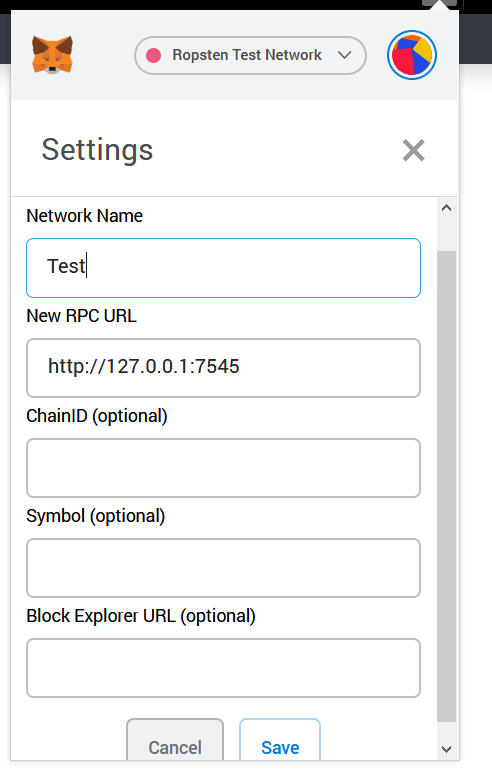 Ropsten Test Network
Settings
Network Name
Test
New RPC URL
http://127.0.0.1:7545
ChainID (optional)
Symbol (optional)
Block Explorer URL (optional)
Cancel
Save